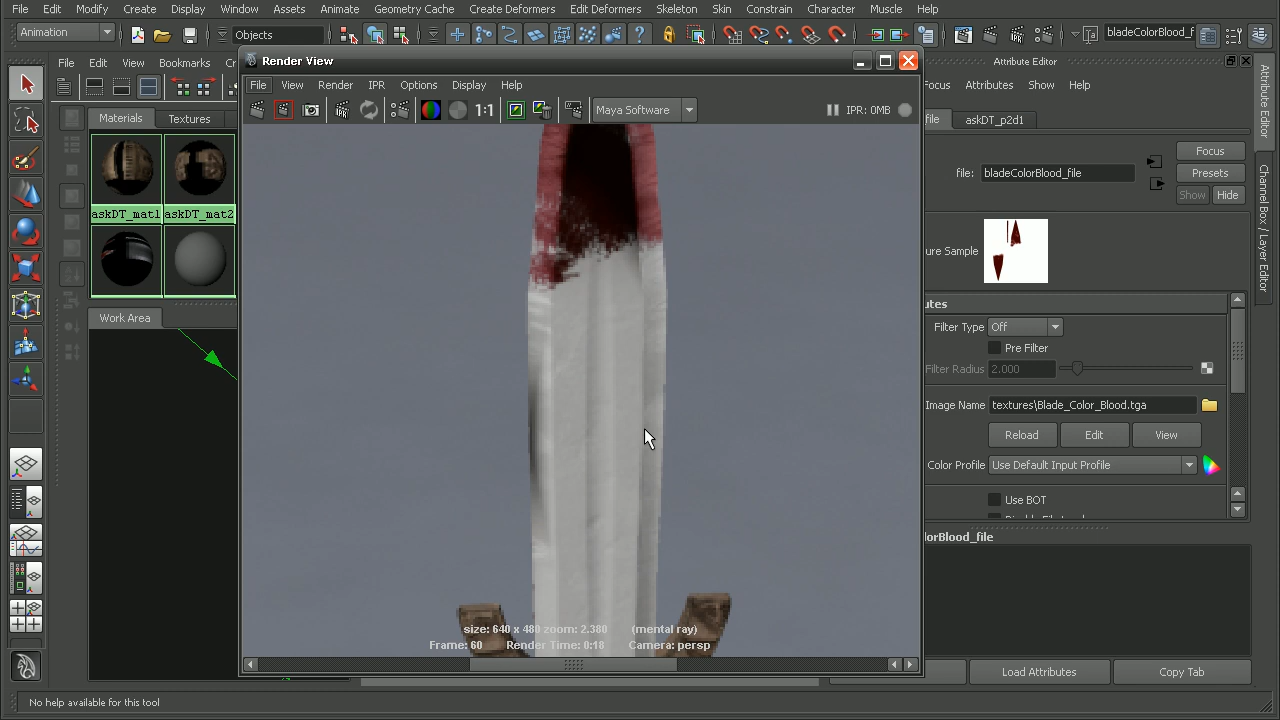 File Edit Modify Create Display Window Assets Animate Geometry Cache Create Deformers Edit Deformers Skeleton Skin Constrain Character Muscle Help
Animation
Objects
bladeColorBlood_f
File Edit View Bookmarks Cr
Render View
File View Render IPR Options Display Help
1:1
Maya Software
IPR: 0MB
Materials Textures
askDT_mat1 askDT_mat2
Work Area
size: 640 x 480 zoom: 2.380 (mental ray)
Frame: 60 Render Time: 0:18 Camera: persp
Attribute Editor
ocus Attributes Show Help
file askDT_p2d1
file: bladeColorBlood_file
Focus
Presets
Show Hide
ure Sample
utes
Filter Type Off
Pre Filter
Filter Radius 2.000
Image Name textures\Blade_Color_Blood.tga
Reload Edit View
Color Profile Use Default Input Profile
Use BOT
olorBlood_file
Load Attributes Copy Tab
Attribute Editor
Channel Box / Layer Editor
No help available for this tool